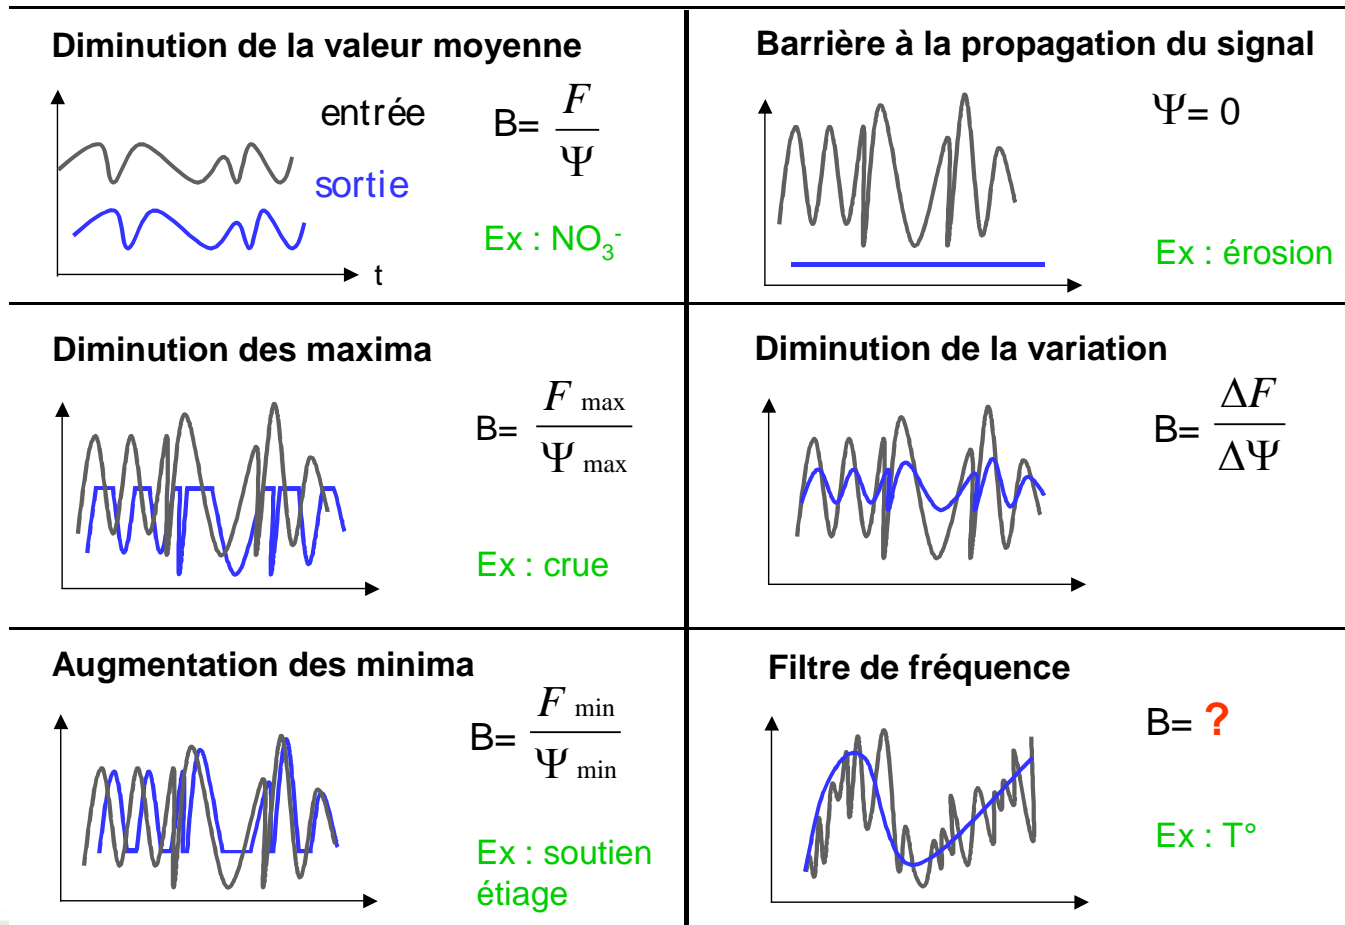 Diminution de la valeur moyenne
entrée
B= F / Ψ
sortie
Ex : NO₃⁻
t
Barrière à la propagation du signal
Ψ= 0
Ex : érosion
Diminution des maxima
B= F max / Ψ max
Ex : crue
Diminution de la variation
B= ΔF / ΔΨ
Augmentation des minima
B= F min / Ψ min
Ex : soutien
étiage
Filtre de fréquence
B= ?
Ex : T°